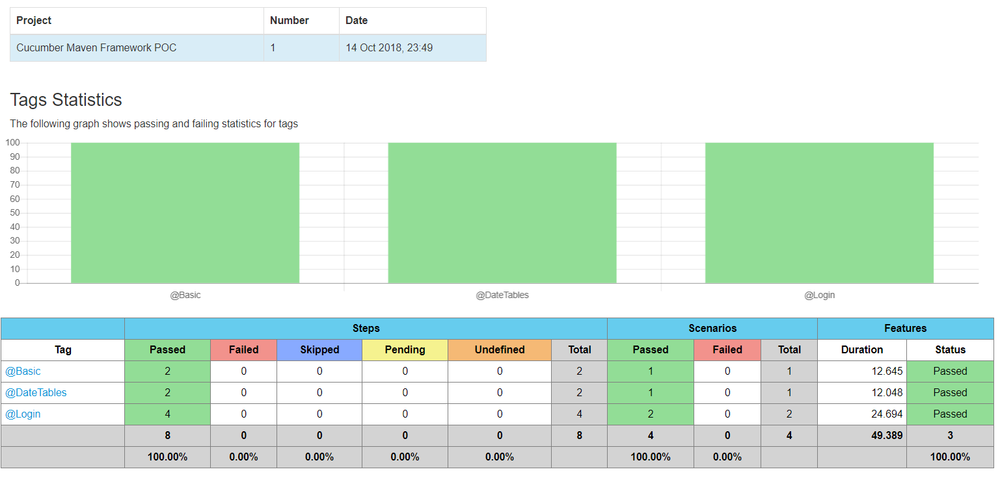 Project Number Date
Cucumber Maven Framework POC 1 14 Oct 2018, 23:49
Tags Statistics
The following graph shows passing and failing statistics for tags
100
90
80
70
60
50
40
30
20
10
0
@Basic @DateTables @Login
Steps Scenarios Features
Tag Passed Failed Skipped Pending Undefined Total Passed Failed Total Duration Status
@Basic 2 0 0 0 0 2 1 0 1 12.645 Passed
@DateTables 2 0 0 0 0 2 1 0 1 12.048 Passed
@Login 4 0 0 0 0 4 2 0 2 24.694 Passed
8 0 0 0 0 8 4 0 4 49.389 3
100.00% 0.00% 0.00% 0.00% 0.00% 100.00% 0.00% 100.00%